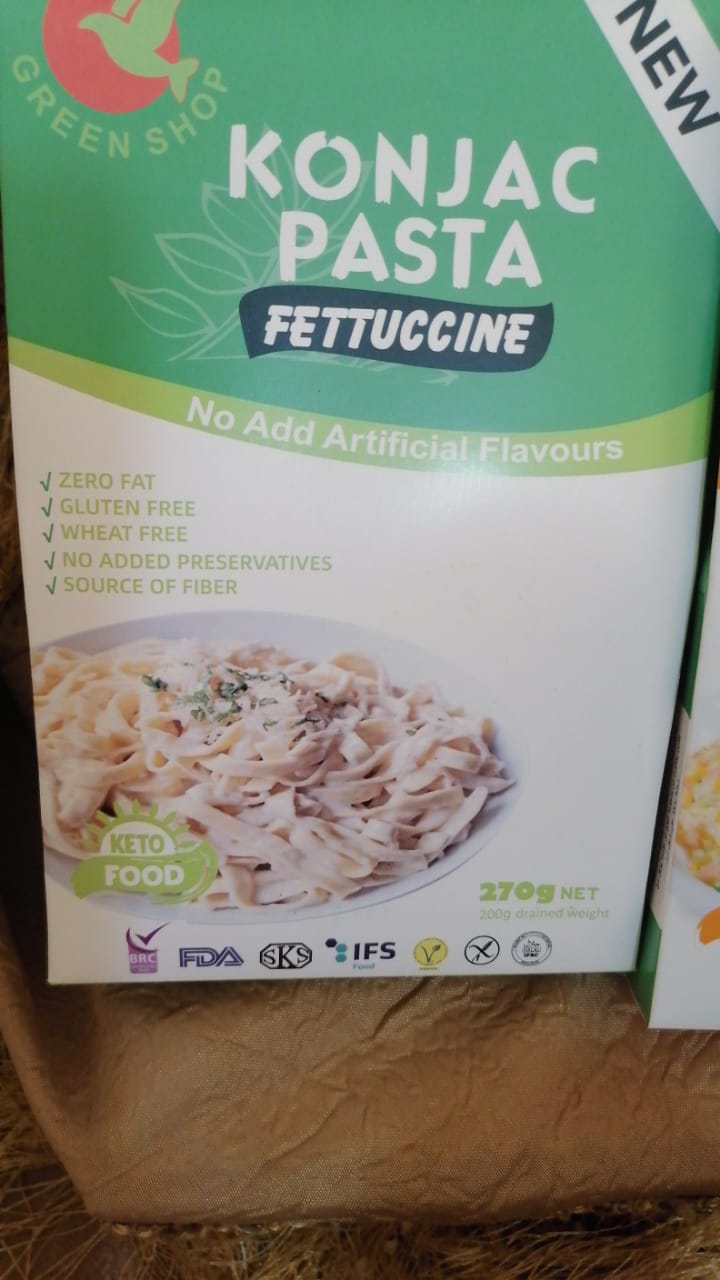 GREEN SHOP
NEW
KONJAC
PASTA
FETTUCCINE
No Add Artificial Flavours
√ ZERO FAT
√ GLUTEN FREE
√ WHEAT FREE
√ NO ADDED PRESERVATIVES
√ SOURCE OF FIBER
KETO
FOOD
270g NET
200g drained weight
BRC
FDA
SKS
IFS
Food